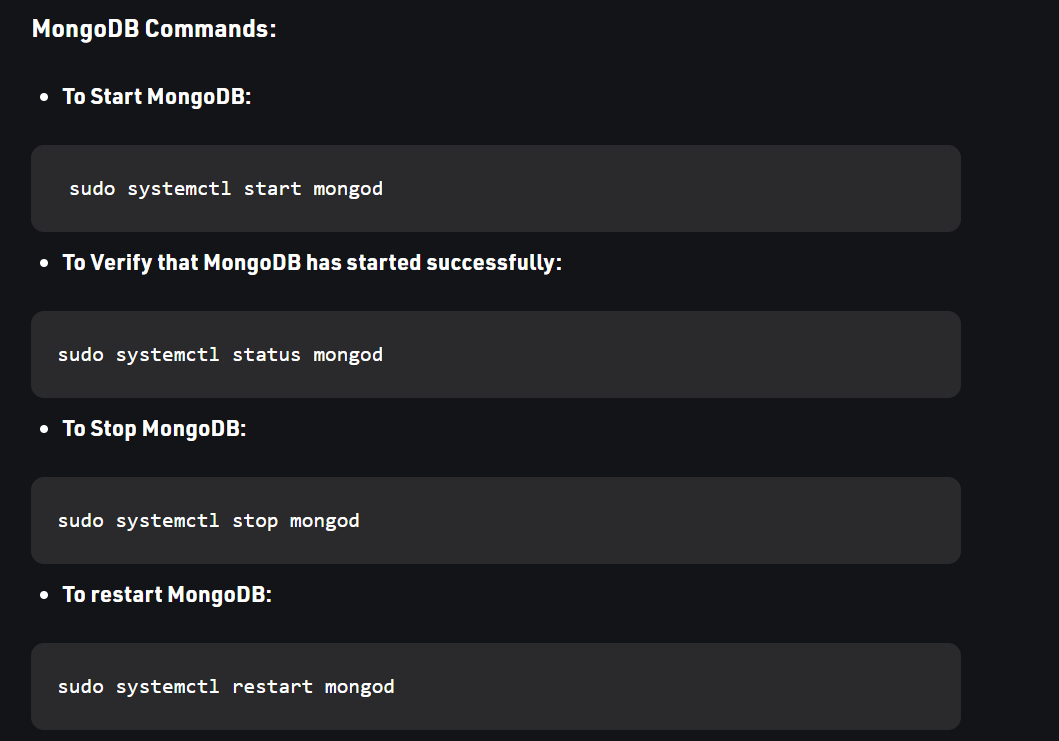 MongoDB Commands:
To Start MongoDB:
sudo systemctl start mongod
To Verify that MongoDB has started successfully:
sudo systemctl status mongod
To Stop MongoDB:
sudo systemctl stop mongod
To restart MongoDB:
sudo systemctl restart mongod